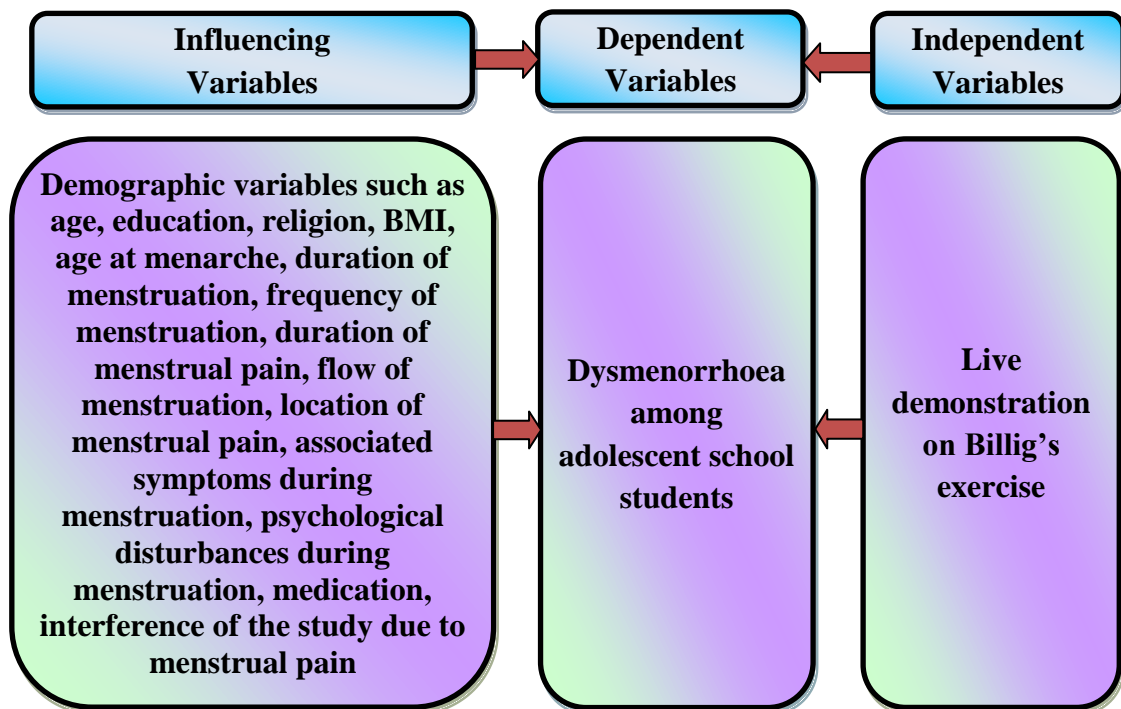 Influencing
Variables
Dependent
Variables
Independent
Variables
Demographic variables such as
age, education, religion, BMI,
age at menarche, duration of
menstruation, frequency of
menstruation, duration of
menstrual pain, flow of
menstruation, location of
menstrual pain, associated
symptoms during
menstruation, psychological
disturbances during
menstruation, medication,
interference of the study due to
menstrual pain
Dysmenorrhoea
among
adolescent school
students
Live
demonstration
on Billig’s
exercise